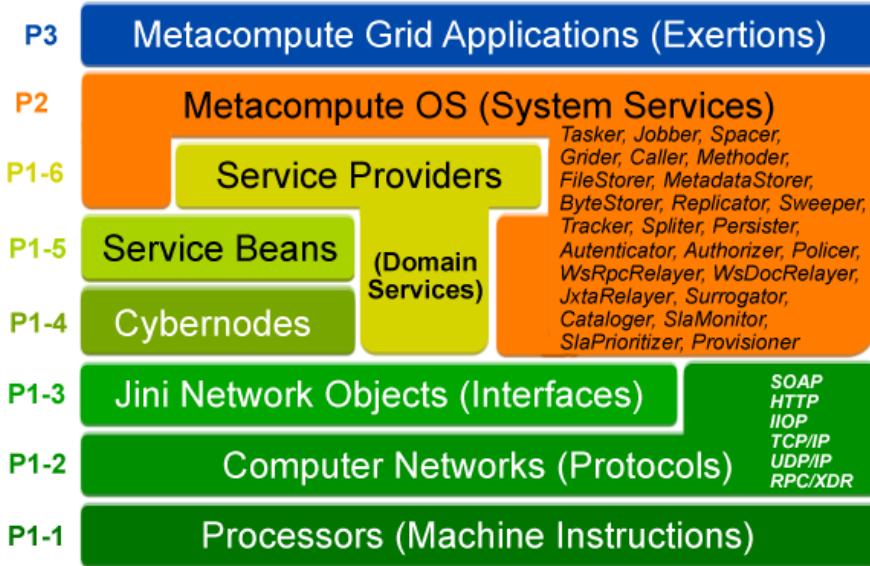 P3
Metacompute Grid Applications (Exertions)
P2
Metacompute OS (System Services)
Tasker, Jobber, Spacer,
Grider, Caller, Methoder,
FileStorer, MetadataStorer,
ByteStorer, Replicator, Sweeper,
Tracker, Spliter, Persister,
Autenticator, Authorizer, Policer,
WsRpcRelayer, WsDocRelayer,
JxtaRelayer, Surrogator,
Cataloger, SlaMonitor,
SlaPrioritizer, Provisioner
P1-6
Service Providers
(Domain
Services)
P1-5
Service Beans
P1-4
Cybernodes
P1-3
Jini Network Objects (Interfaces)
SOAP
HTTP
IIOP
TCP/IP
UDP/IP
RPC/XDR
P1-2
Computer Networks (Protocols)
P1-1
Processors (Machine Instructions)